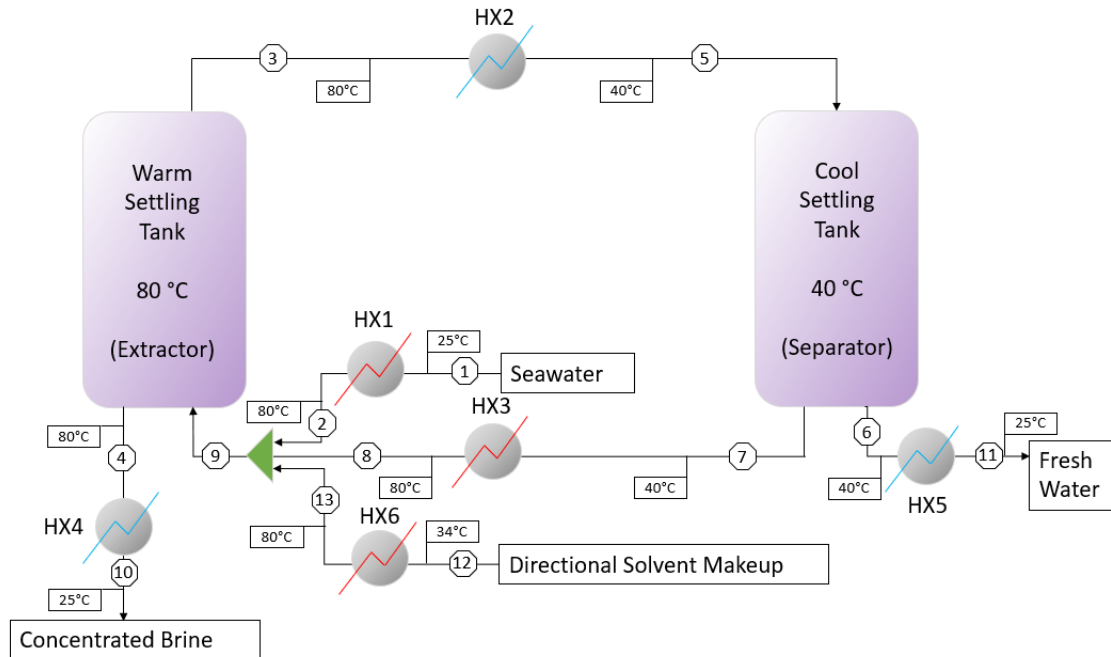 HX2
3
5
80°C
40°C
Warm
Settling
Tank
80 °C
(Extractor)
Cool
Settling
Tank
40 °C
(Separator)
HX1
25°C
1
Seawater
80°C
2
HX3
6
25°C
80°C
4
9
8
7
11
Fresh
Water
80°C
40°C
40°C
HX5
13
HX6
HX4
80°C
34°C
12
Directional Solvent Makeup
10
25°C
Concentrated Brine